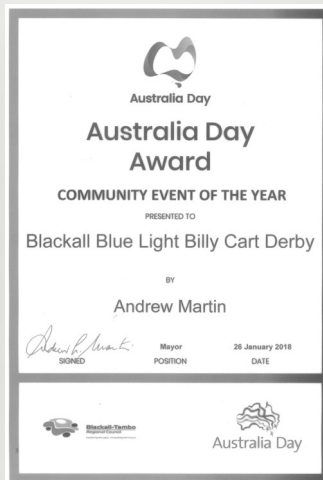 Australia Day
Australia Day
Award
COMMUNITY EVENT OF THE YEAR
PRESENTED TO
Blackall Blue Light Billy Cart Derby
BY
Andrew Martin
Mayor 26 January 2018
SIGNED POSITION DATE
Blackall-Tambo
Regional Council
Australia Day